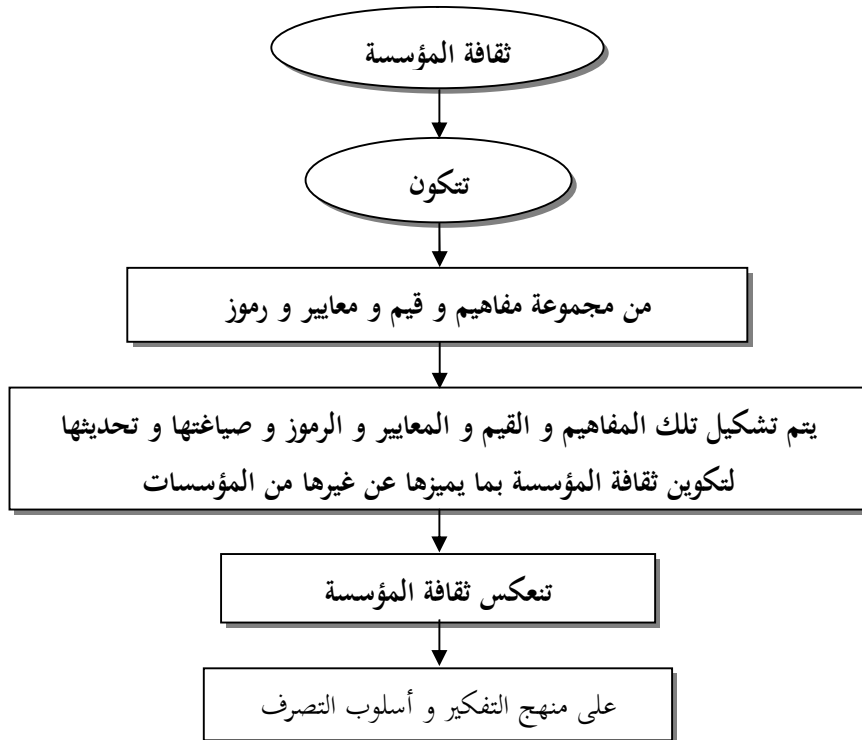 ثقافة المؤسسة
تتكون
من مجموعة مفاهيم و قيم و معايير و رموز
يتم تشكيل تلك المفاهيم و القيم و المعايير و الرموز و صياغتها و تحديثها
لتكوين ثقافة المؤسسة بما يميزها عن غيرها من المؤسسات
تنعكس ثقافة المؤسسة
على منهج التفكير و أسلوب التصرف